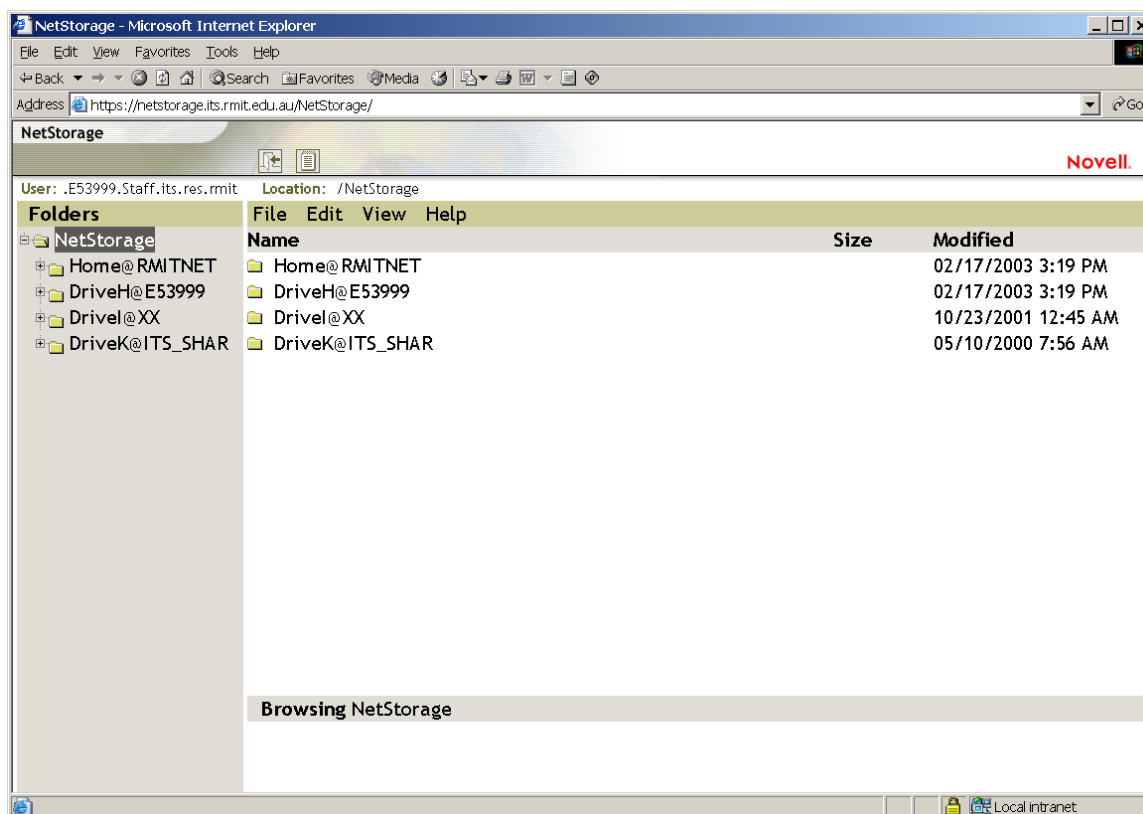 NetStorage - Microsoft Internet Explorer
File Edit View Favorites Tools Help
Back Search Favorites Media
Address https://netstorage.its.rmit.edu.au/NetStorage/ Go
NetStorage
Novell.
User: .E53999.Staff.its.res.rmit Location: /NetStorage
Folders File Edit View Help
NetStorage Name Size Modified
Home@RMITNET Home@RMITNET 02/17/2003 3:19 PM
DriveH@E53999 DriveH@E53999 02/17/2003 3:19 PM
DriveI@XX DriveI@XX 10/23/2001 12:45 AM
DriveK@ITS_SHAR DriveK@ITS_SHAR 05/10/2000 7:56 AM
Browsing NetStorage
Local intranet